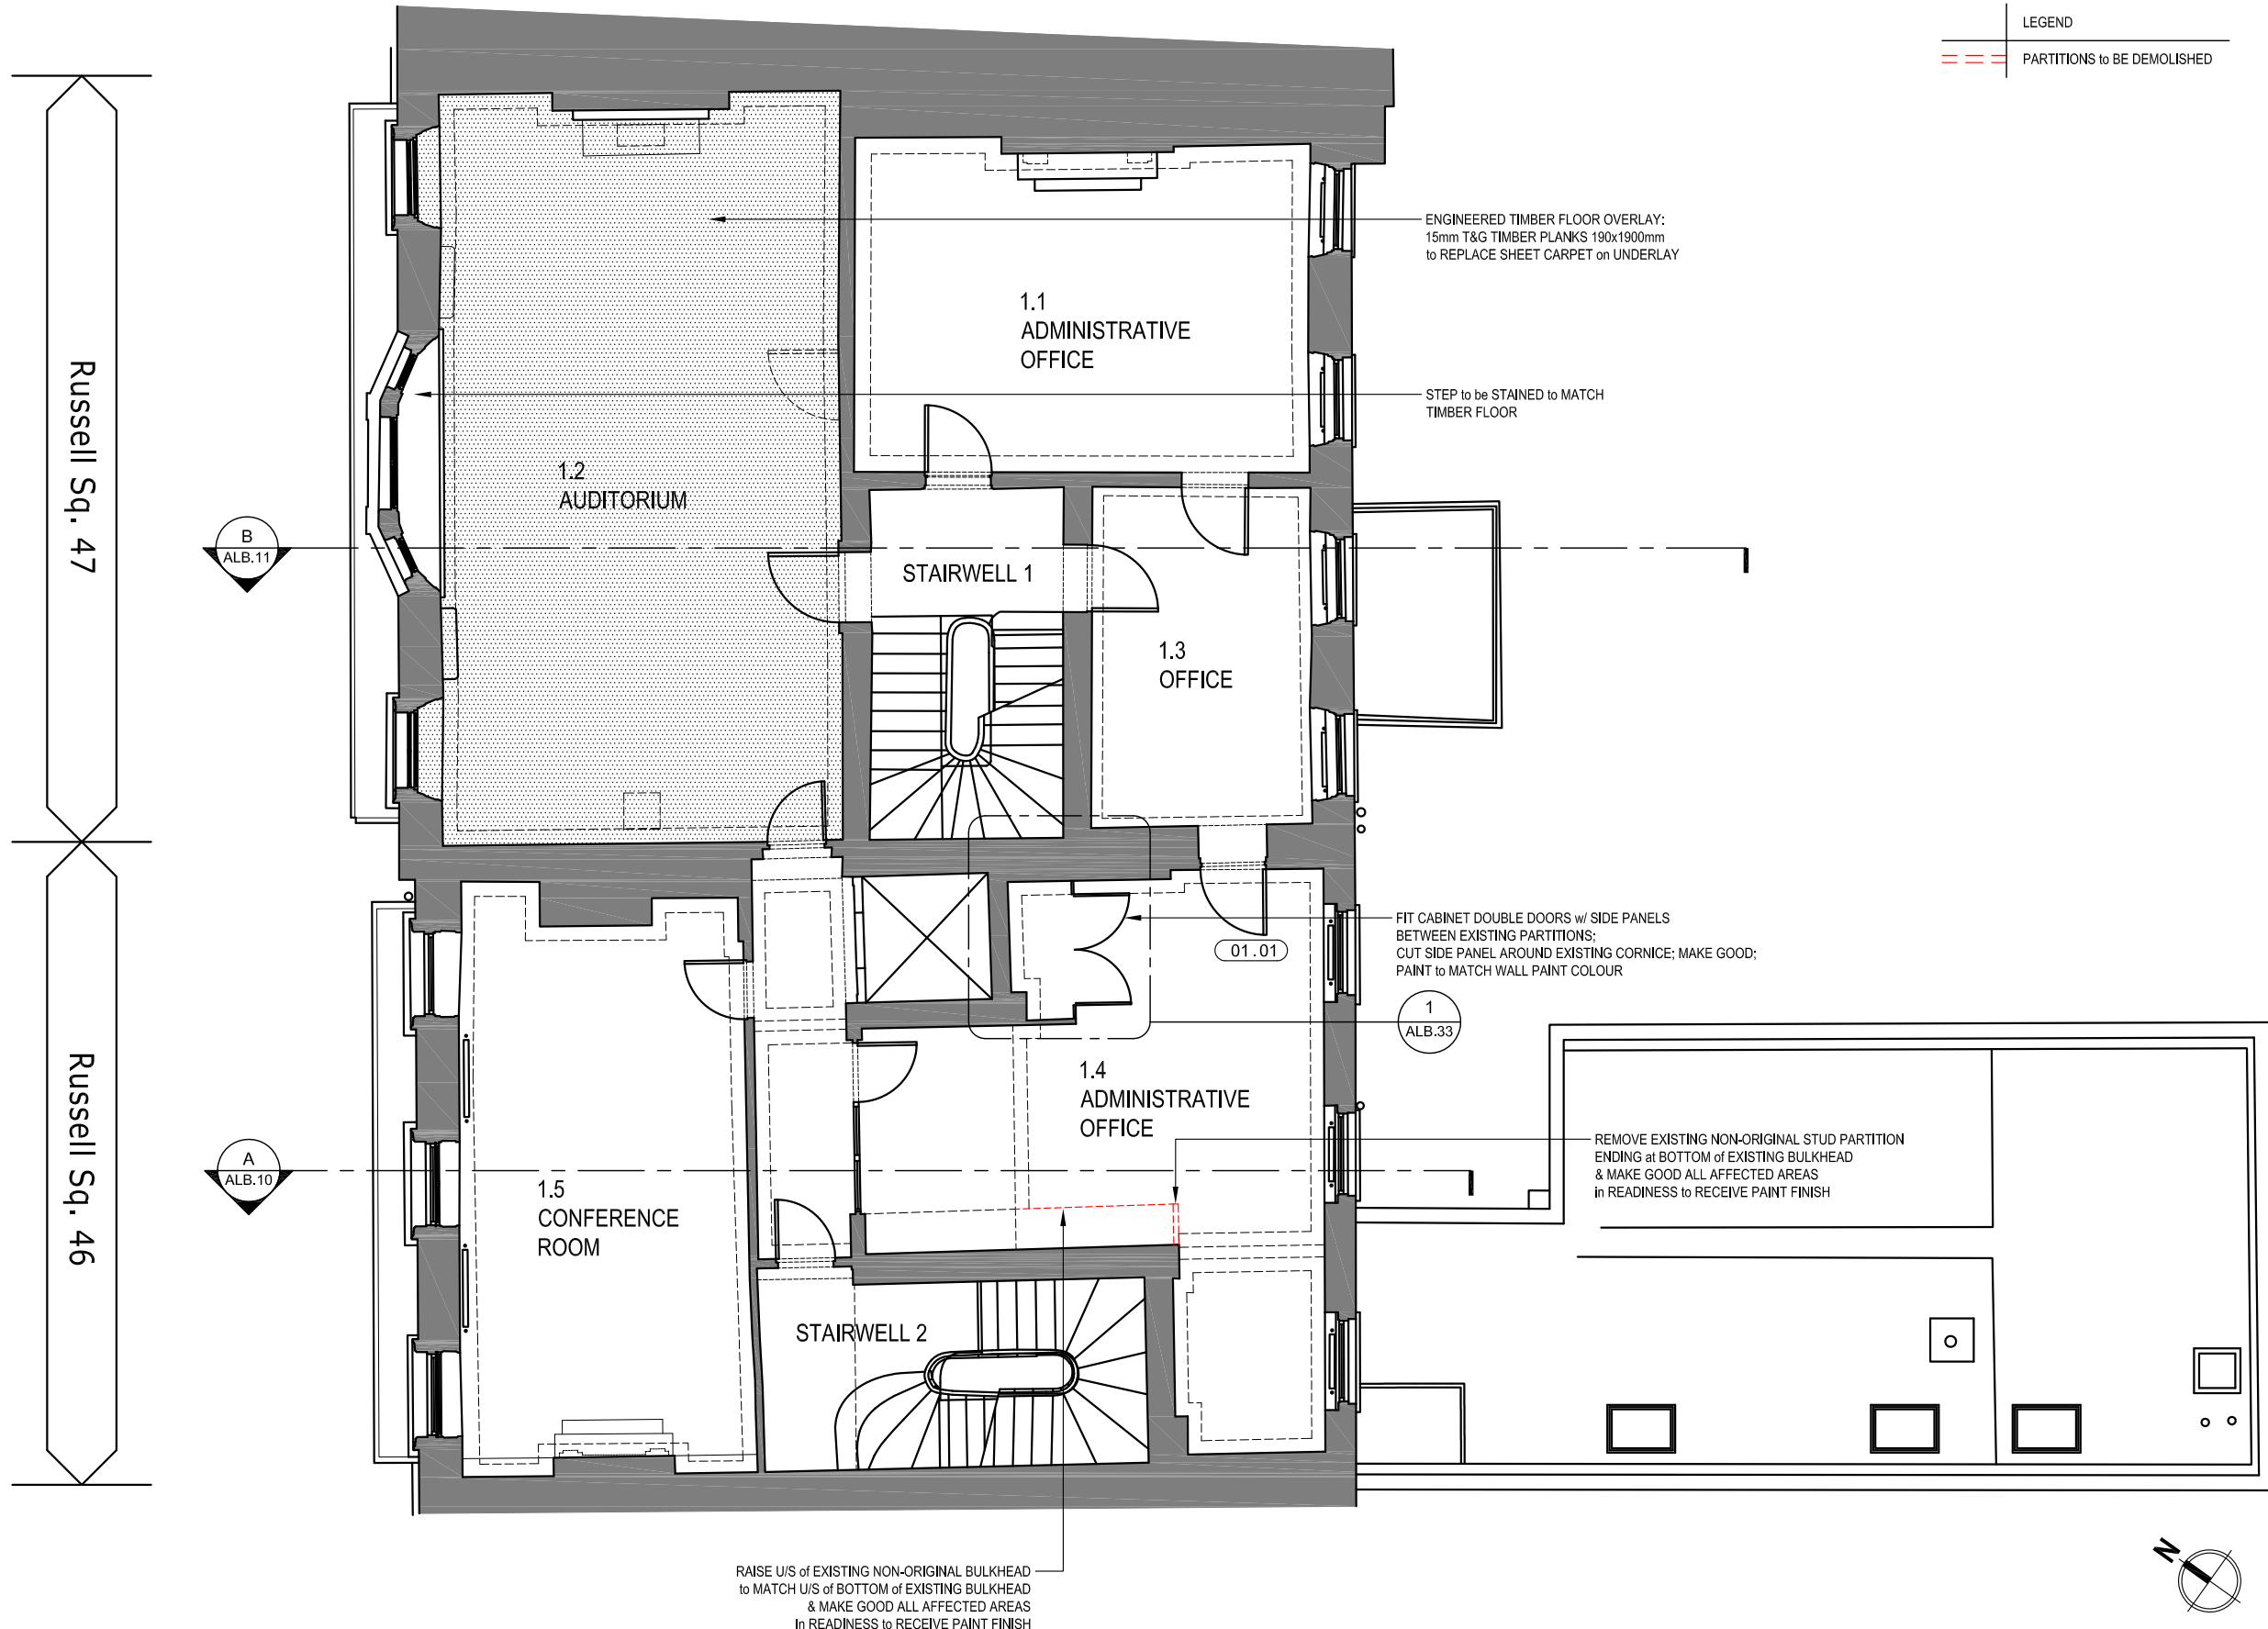 LEGEND
PARTITIONS to BE DEMOLISHED
ENGINEERED TIMBER FLOOR OVERLAY:
15mm T&G TIMBER PLANKS 190x1900mm
to REPLACE SHEET CARPET on UNDERLAY
1.1
ADMINISTRATIVE
OFFICE
STEP to be STAINED to MATCH
TIMBER FLOOR
Russell Sq. 47
1.2
AUDITORIUM
B
ALB.11
STAIRWELL 1
1.3
OFFICE
FIT CABINET DOUBLE DOORS w/ SIDE PANELS
BETWEEN EXISTING PARTITIONS;
CUT SIDE PANEL AROUND EXISTING CORNICE; MAKE GOOD;
PAINT to MATCH WALL PAINT COLOUR
01.01
1
ALB.33
Russell Sq. 46
1.4
ADMINISTRATIVE
OFFICE
REMOVE EXISTING NON-ORIGINAL STUD PARTITION
ENDING at BOTTOM of EXISTING BULKHEAD
& MAKE GOOD ALL AFFECTED AREAS
in READINESS to RECEIVE PAINT FINISH
A
ALB.10
1.5
CONFERENCE
ROOM
STAIRWELL 2
RAISE U/S of EXISTING NON-ORIGINAL BULKHEAD
to MATCH U/S of BOTTOM of EXISTING BULKHEAD
& MAKE GOOD ALL AFFECTED AREAS
In READINESS to RECEIVE PAINT FINISH
N